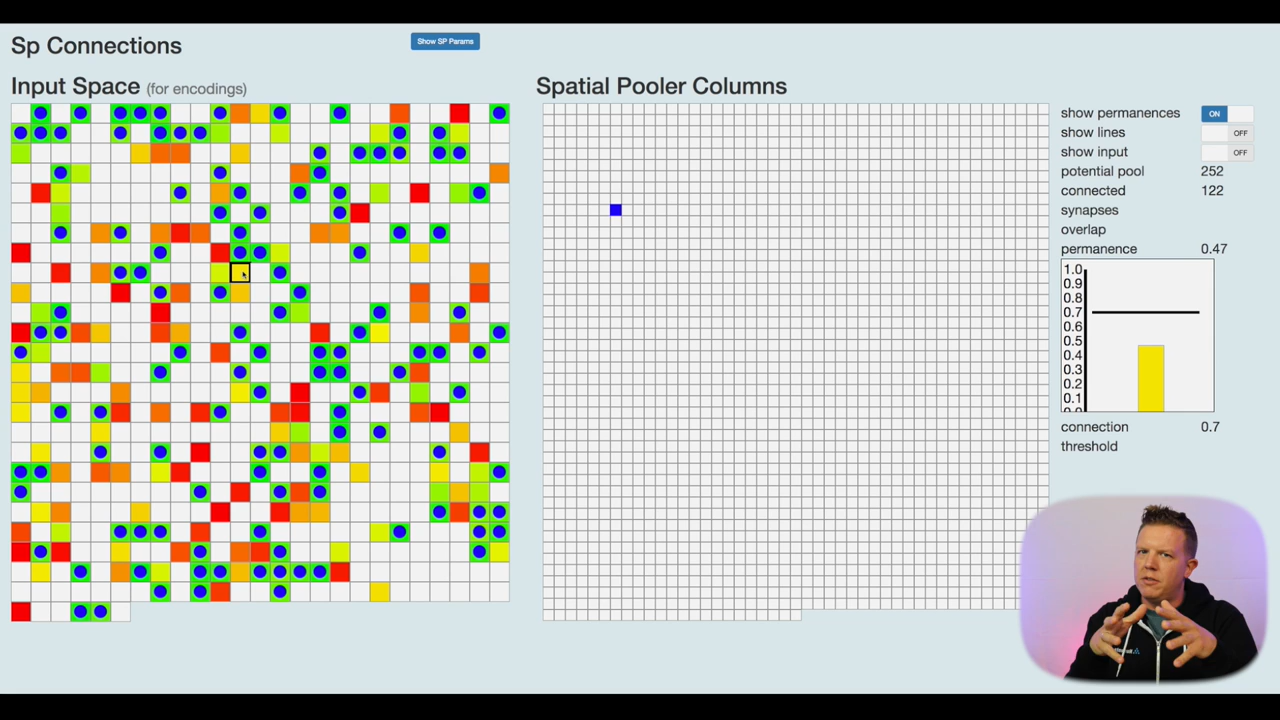 Sp Connections
Show SP Params
Input Space (for encodings)
Spatial Pooler Columns
show permanences ON
show lines OFF
show input OFF
potential pool 252
connected 122
synapses
overlap
permanence 0.47
1.0
0.9
0.8
0.7
0.6
0.5
0.4
0.3
0.2
0.1
0.0
connection 0.7
threshold